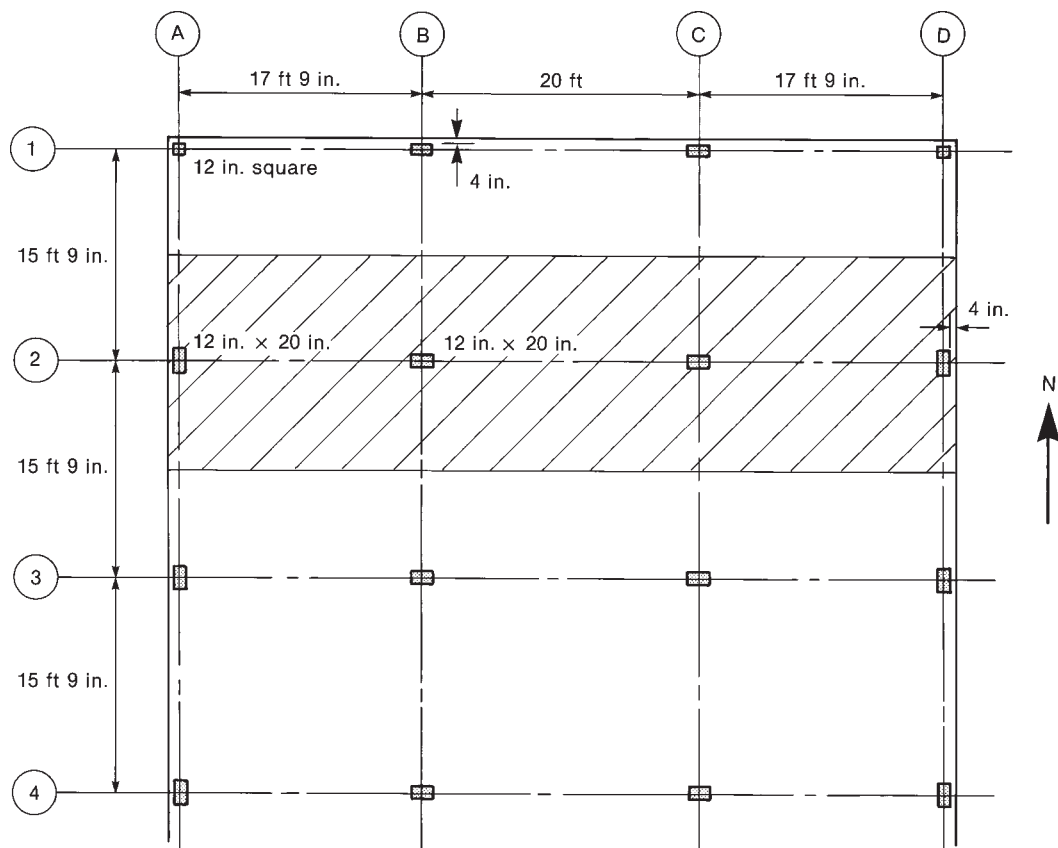 A
B
C
D
17 ft 9 in.
20 ft
17 ft 9 in.
1
12 in. square
4 in.
15 ft 9 in.
4 in.
12 in. × 20 in.
12 in. × 20 in.
2
N
15 ft 9 in.
3
15 ft 9 in.
4